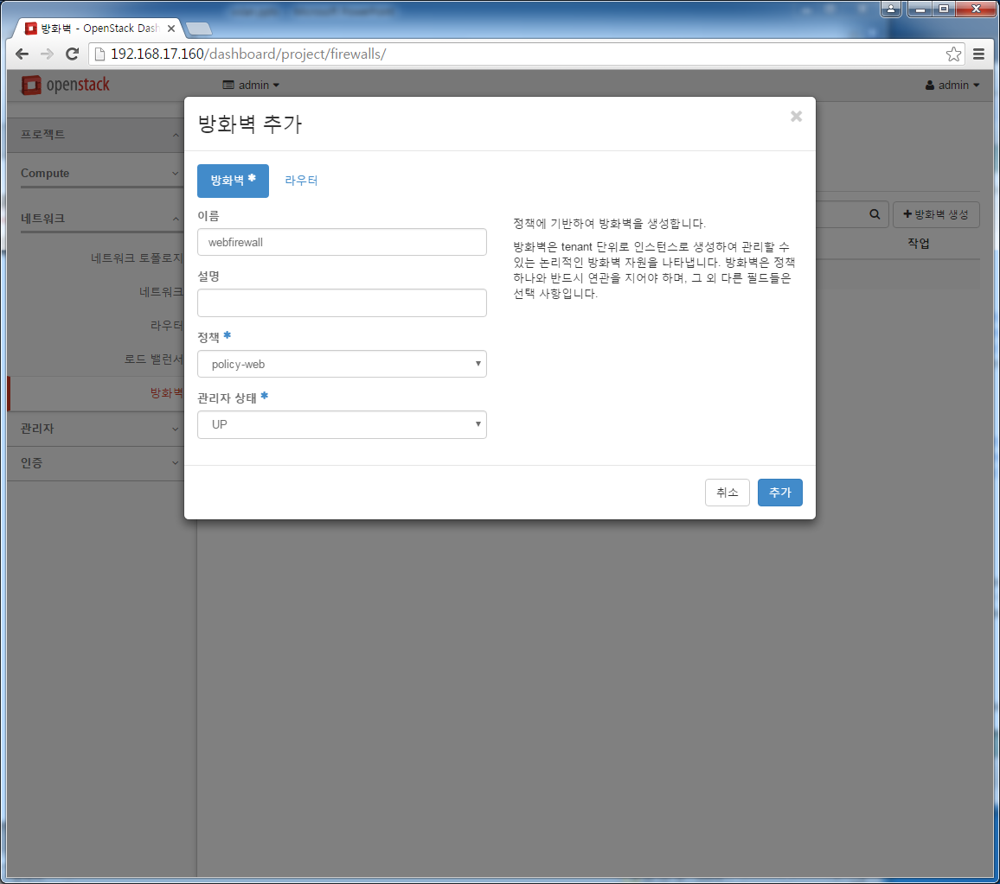 방화벽 - OpenStack Dash
192.168.17.160/dashboard/project/firewalls/
openstack
admin
admin
프로젝트
Compute
네트워크
네트워크 토폴로지
네트워크
라우터
로드 밸런서
방화벽
관리자
인증
방화벽 생성
작업
방화벽 추가
방화벽 *
라우터
이름
webfirewall
설명
정책 *
policy-web
관리자 상태 *
UP
정책에 기반하여 방화벽을 생성합니다.
방화벽은 tenant 단위로 인스턴스로 생성하여 관리할 수
있는 논리적인 방화벽 자원을 나타냅니다. 방화벽은 정책
하나와 반드시 연관을 지어야 하며, 그 외 다른 필드들은
선택 사항입니다.
취소
추가